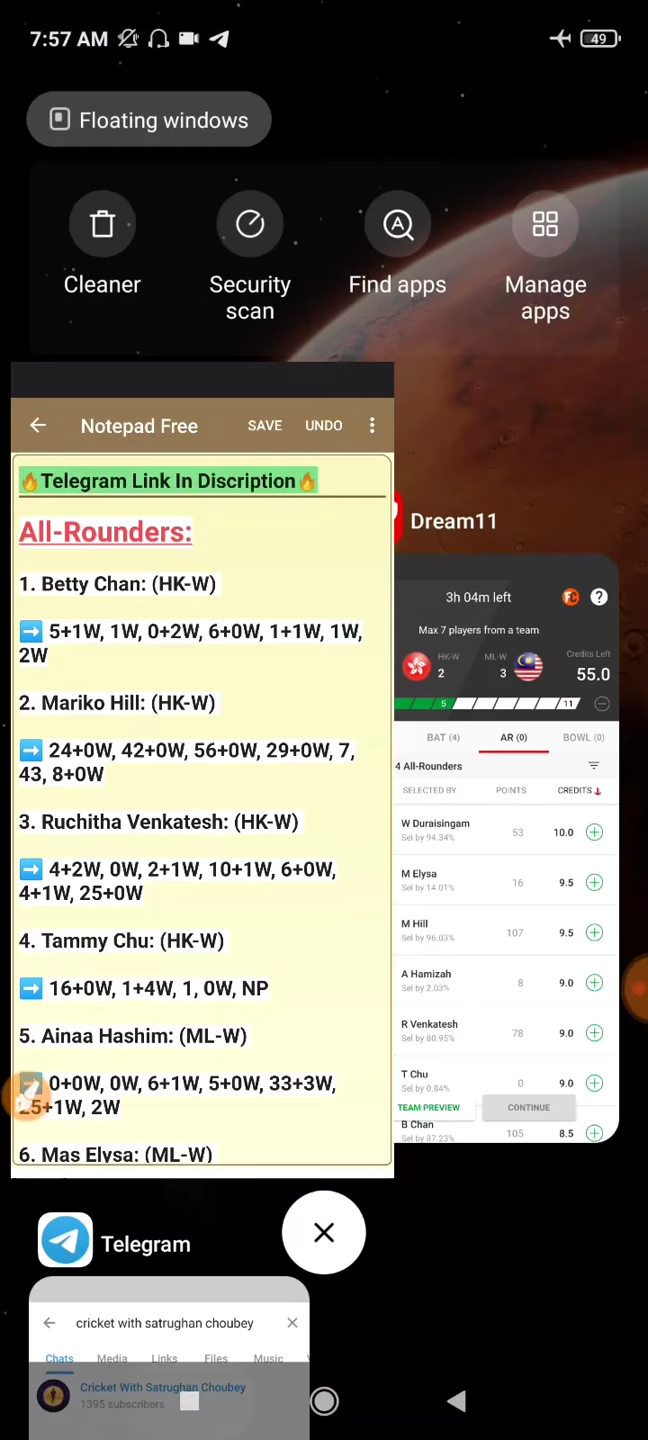 7:57 AM
49
Floating windows
Cleaner
Security scan
Find apps
Manage apps
Notepad Free
SAVE
UNDO
🔥Telegram Link In Discription🔥
All-Rounders:
1. Betty Chan: (HK-W)
➡️ 5+1W, 1W, 0+2W, 6+0W, 1+1W, 1W,
2W
2. Mariko Hill: (HK-W)
➡️ 24+0W, 42+0W, 56+0W, 29+0W, 7,
43, 8+0W
3. Ruchitha Venkatesh: (HK-W)
➡️ 4+2W, 0W, 2+1W, 10+1W, 6+0W,
4+1W, 25+0W
4. Tammy Chu: (HK-W)
➡️ 16+0W, 1+4W, 1, 0W, NP
5. Ainaa Hashim: (ML-W)
0+0W, 0W, 6+1W, 5+0W, 33+3W,
25+1W, 2W
6. Mas Elysa: (ML-W)
Dream11
3h 04m left
FC
?
Max 7 players from a team
HK-W
2
ML-W
3
Credits Left
55.0
5
11
BAT (4)
AR (0)
BOWL (0)
4 All-Rounders
SELECTED BY
POINTS
CREDITS
W Duraisingam
Sel by 94.34%
53
10.0
M Elysa
Sel by 14.01%
16
9.5
M Hill
Sel by 96.03%
107
9.5
A Hamizah
Sel by 2.03%
8
9.0
R Venkatesh
Sel by 80.95%
78
9.0
T Chu
Sel by 0.84%
0
9.0
TEAM PREVIEW
CONTINUE
B Chan
Sel by 87.23%
105
8.5
Telegram
cricket with satrughan choubey
Chats
Media
Links
Files
Music
Cricket With Satrughan Choubey
1395 subscribers